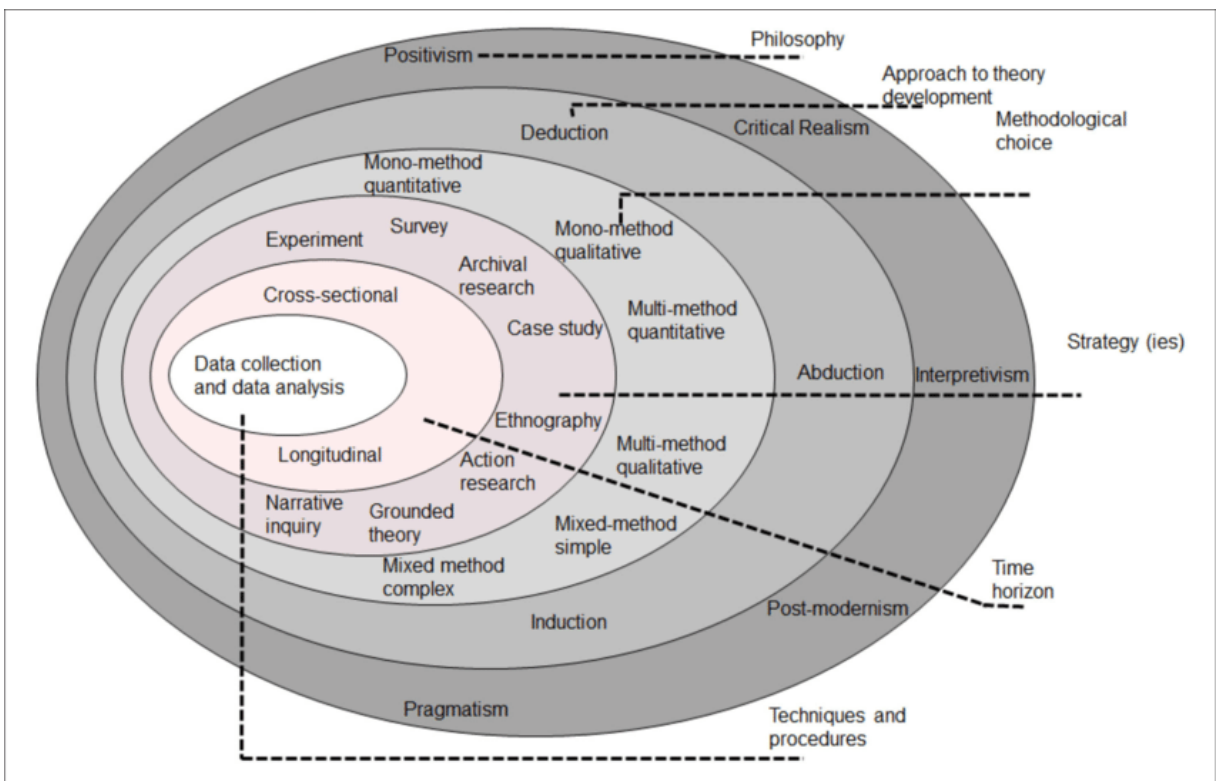 Philosophy
Positivism
Approach to theory
development
Methodological
choice
Critical Realism
Deduction
Mono-method
quantitative
Survey
Experiment
Mono-method
qualitative
Archival
research
Cross-sectional
Multi-method
quantitative
Case study
Strategy (ies)
Data collection
and data analysis
Abduction
Interpretivism
Ethnography
Multi-method
qualitative
Longitudinal
Action
research
Narrative
inquiry
Grounded
theory
Mixed-method
simple
Mixed method
complex
Time
horizon
Post-modernism
Induction
Pragmatism
Techniques and
procedures